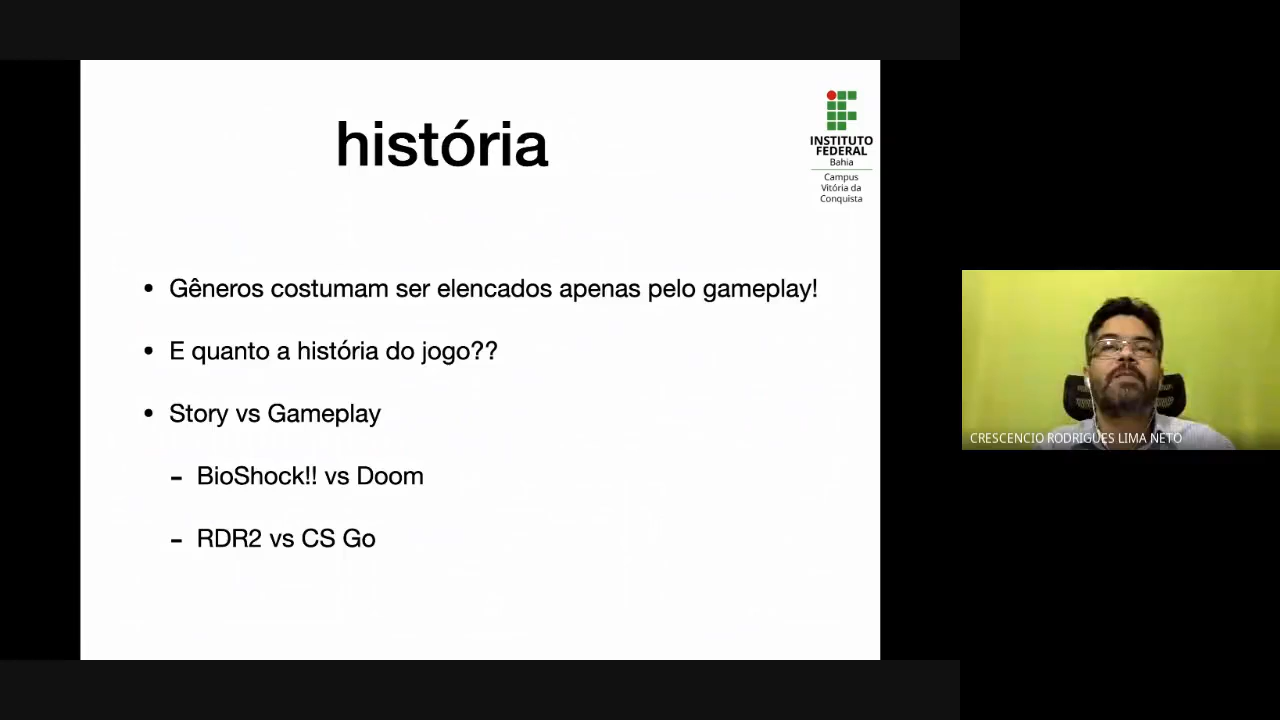 história
INSTITUTO
FEDERAL
Bahia
Campus
Vitória da
Conquista
• Gêneros costumam ser elencados apenas pelo gameplay!
• E quanto a história do jogo??
• Story vs Gameplay
- BioShock!! vs Doom
- RDR2 vs CS Go
CRESCENCIO RODRIGUES LIMA NETO